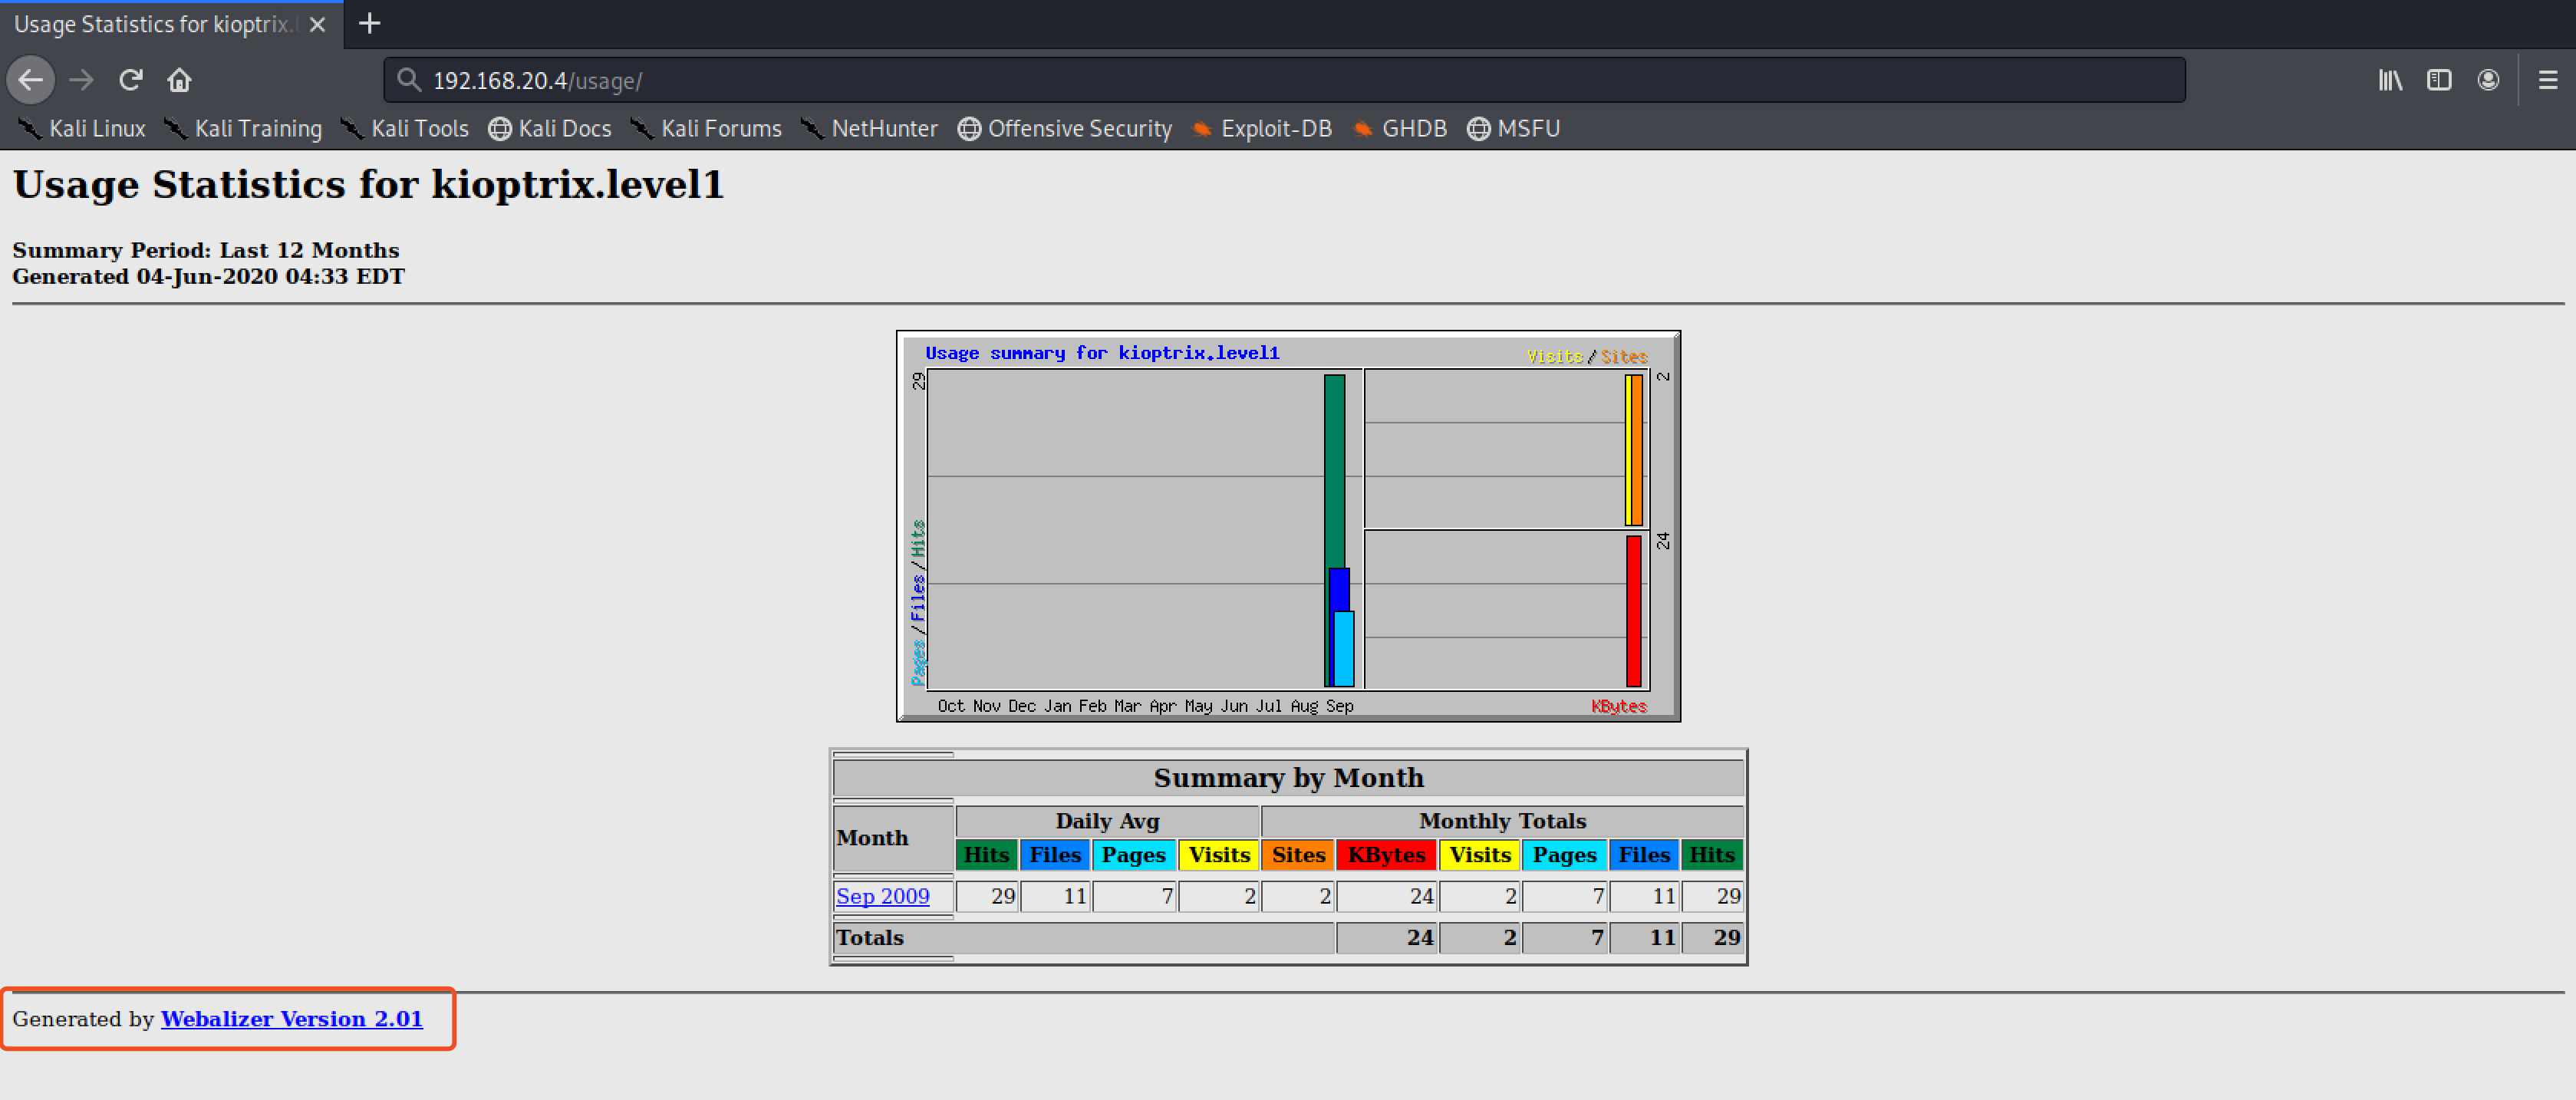 Usage Statistics for kioptrix.l
192.168.20.4/usage/
Kali Linux Kali Training Kali Tools Kali Docs Kali Forums NetHunter Offensive Security Exploit-DB GHDB MSFU
Usage Statistics for kioptrix.level1
Summary Period: Last 12 Months
Generated 04-Jun-2020 04:33 EDT
Usage summary for kioptrix.level1
Visits/Sites
29
2
Pages/Files/Hits
24
Oct Nov Dec Jan Feb Mar Apr May Jun Jul Aug Sep
KBytes
Summary by Month
Month Daily Avg Monthly Totals
Hits Files Pages Visits Sites KBytes Visits Pages Files Hits
Sep 2009 29 11 7 2 2 24 2 7 11 29
Totals 24 2 7 11 29
Generated by Webalizer Version 2.01